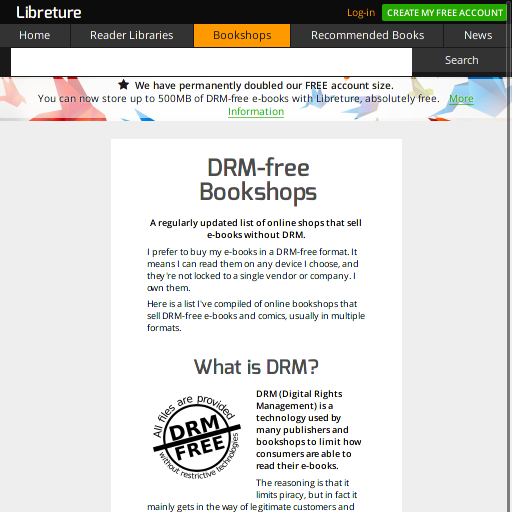 Libreture
Log-in
CREATE MY FREE ACCOUNT
Home
Reader Libraries
Bookshops
Recommended Books
News
Search
★ We have permanently doubled our FREE account size.
You can now store up to 500MB of DRM-free e-books with Libreture, absolutely free. More
Information
DRM-free
Bookshops
A regularly updated list of online shops that sell
e-books without DRM.
I prefer to buy my e-books in a DRM-free format. It
means I can read them on any device I choose, and
they're not locked to a single vendor or company. I
own them.
Here is a list I've compiled of online bookshops that
sell DRM-free e-books and comics, usually in multiple
formats.
What is DRM?
All files are provided
DRM
FREE
without restrictive technologies
DRM (Digital Rights
Management) is a
technology used by
many publishers and
bookshops to limit how
consumers are able to
read their e-books.
The reasoning is that it
limits piracy, but in fact it
mainly gets in the way of legitimate customers and